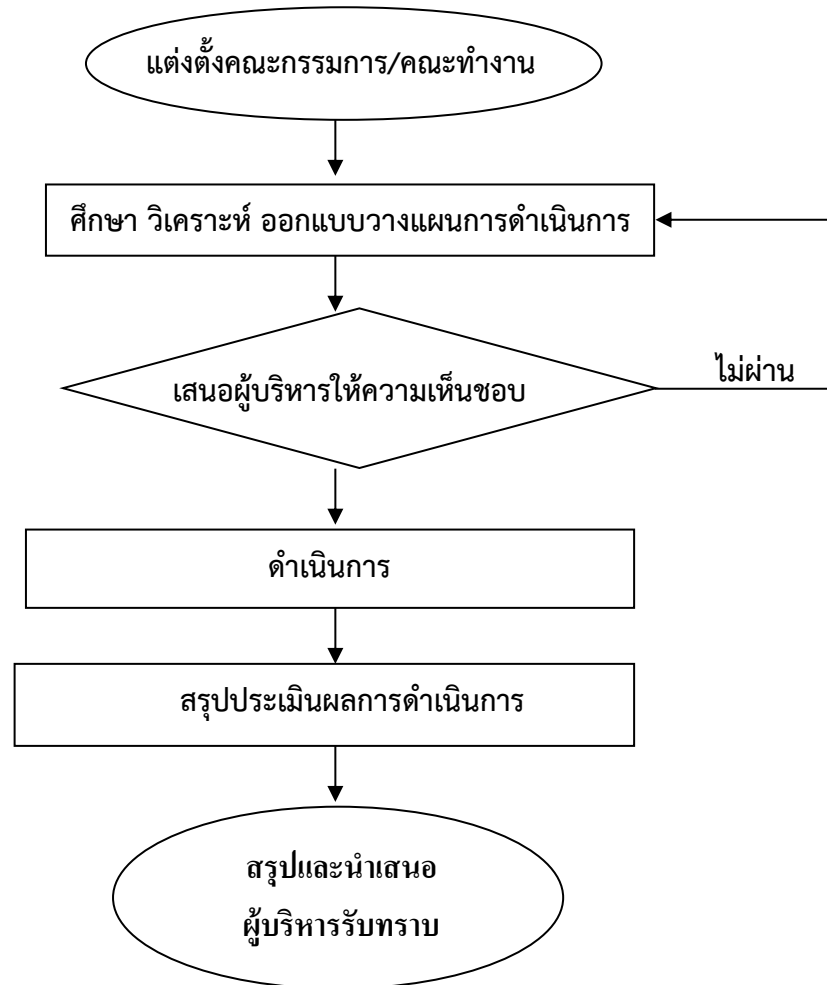 แต่งตั้งคณะกรรมการ/คณะทำงาน
ศึกษา วิเคราะห์ ออกแบบวางแผนการดำเนินการ
เสนอผู้บริหารให้ความเห็นชอบ
ไม่ผ่าน
ดำเนินการ
สรุปประเมินผลการดำเนินการ
สรุปและนำเสนอ
ผู้บริหารรับทราบ